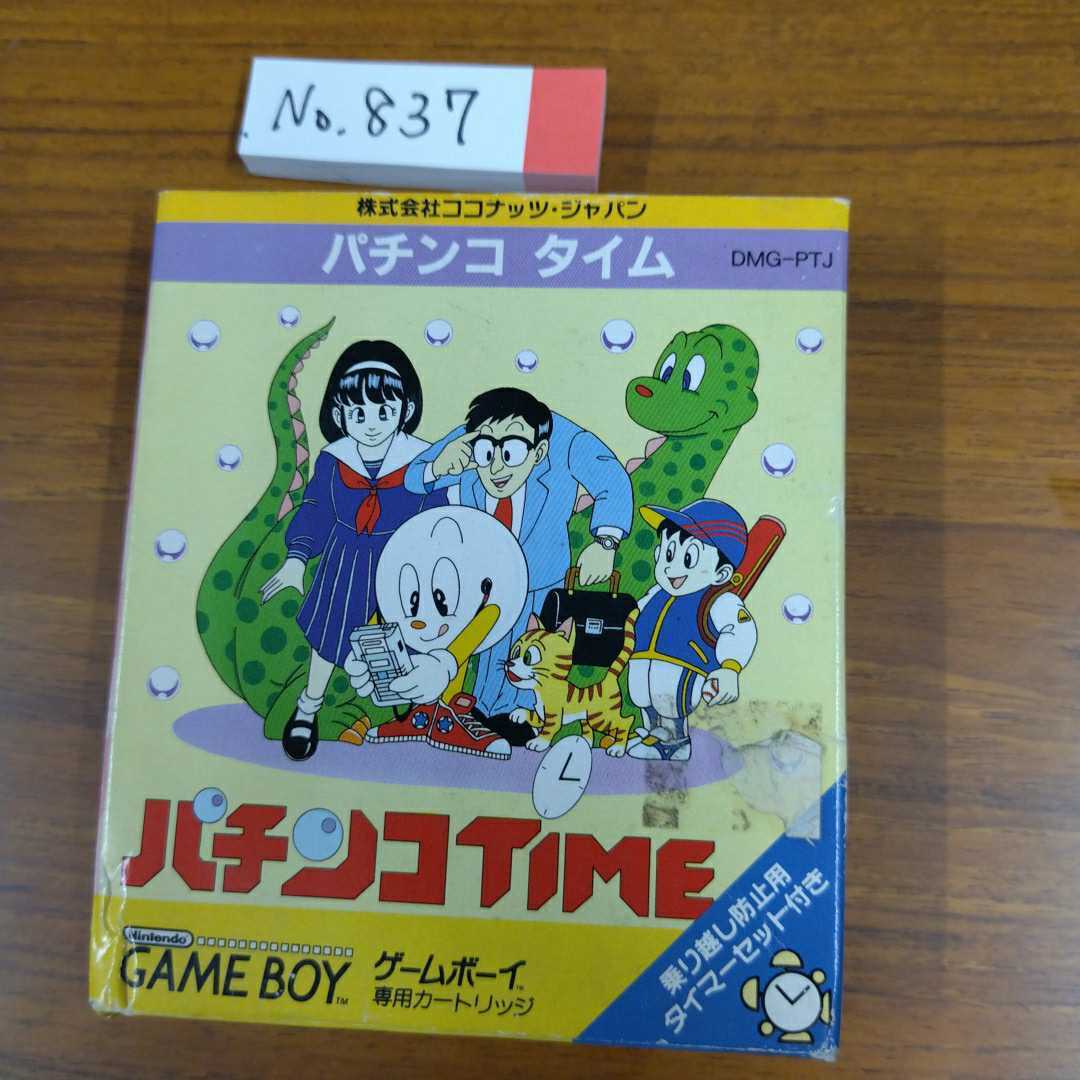 No. 837
株式会社ココナッツ・ジャパン
パチンコ タイム
DMG-PTJ
パチンコTIME
乗り越し防止用
タイマーセット付き
Nintendo
GAME BOY™
ゲームボーイ™
専用カートリッジ